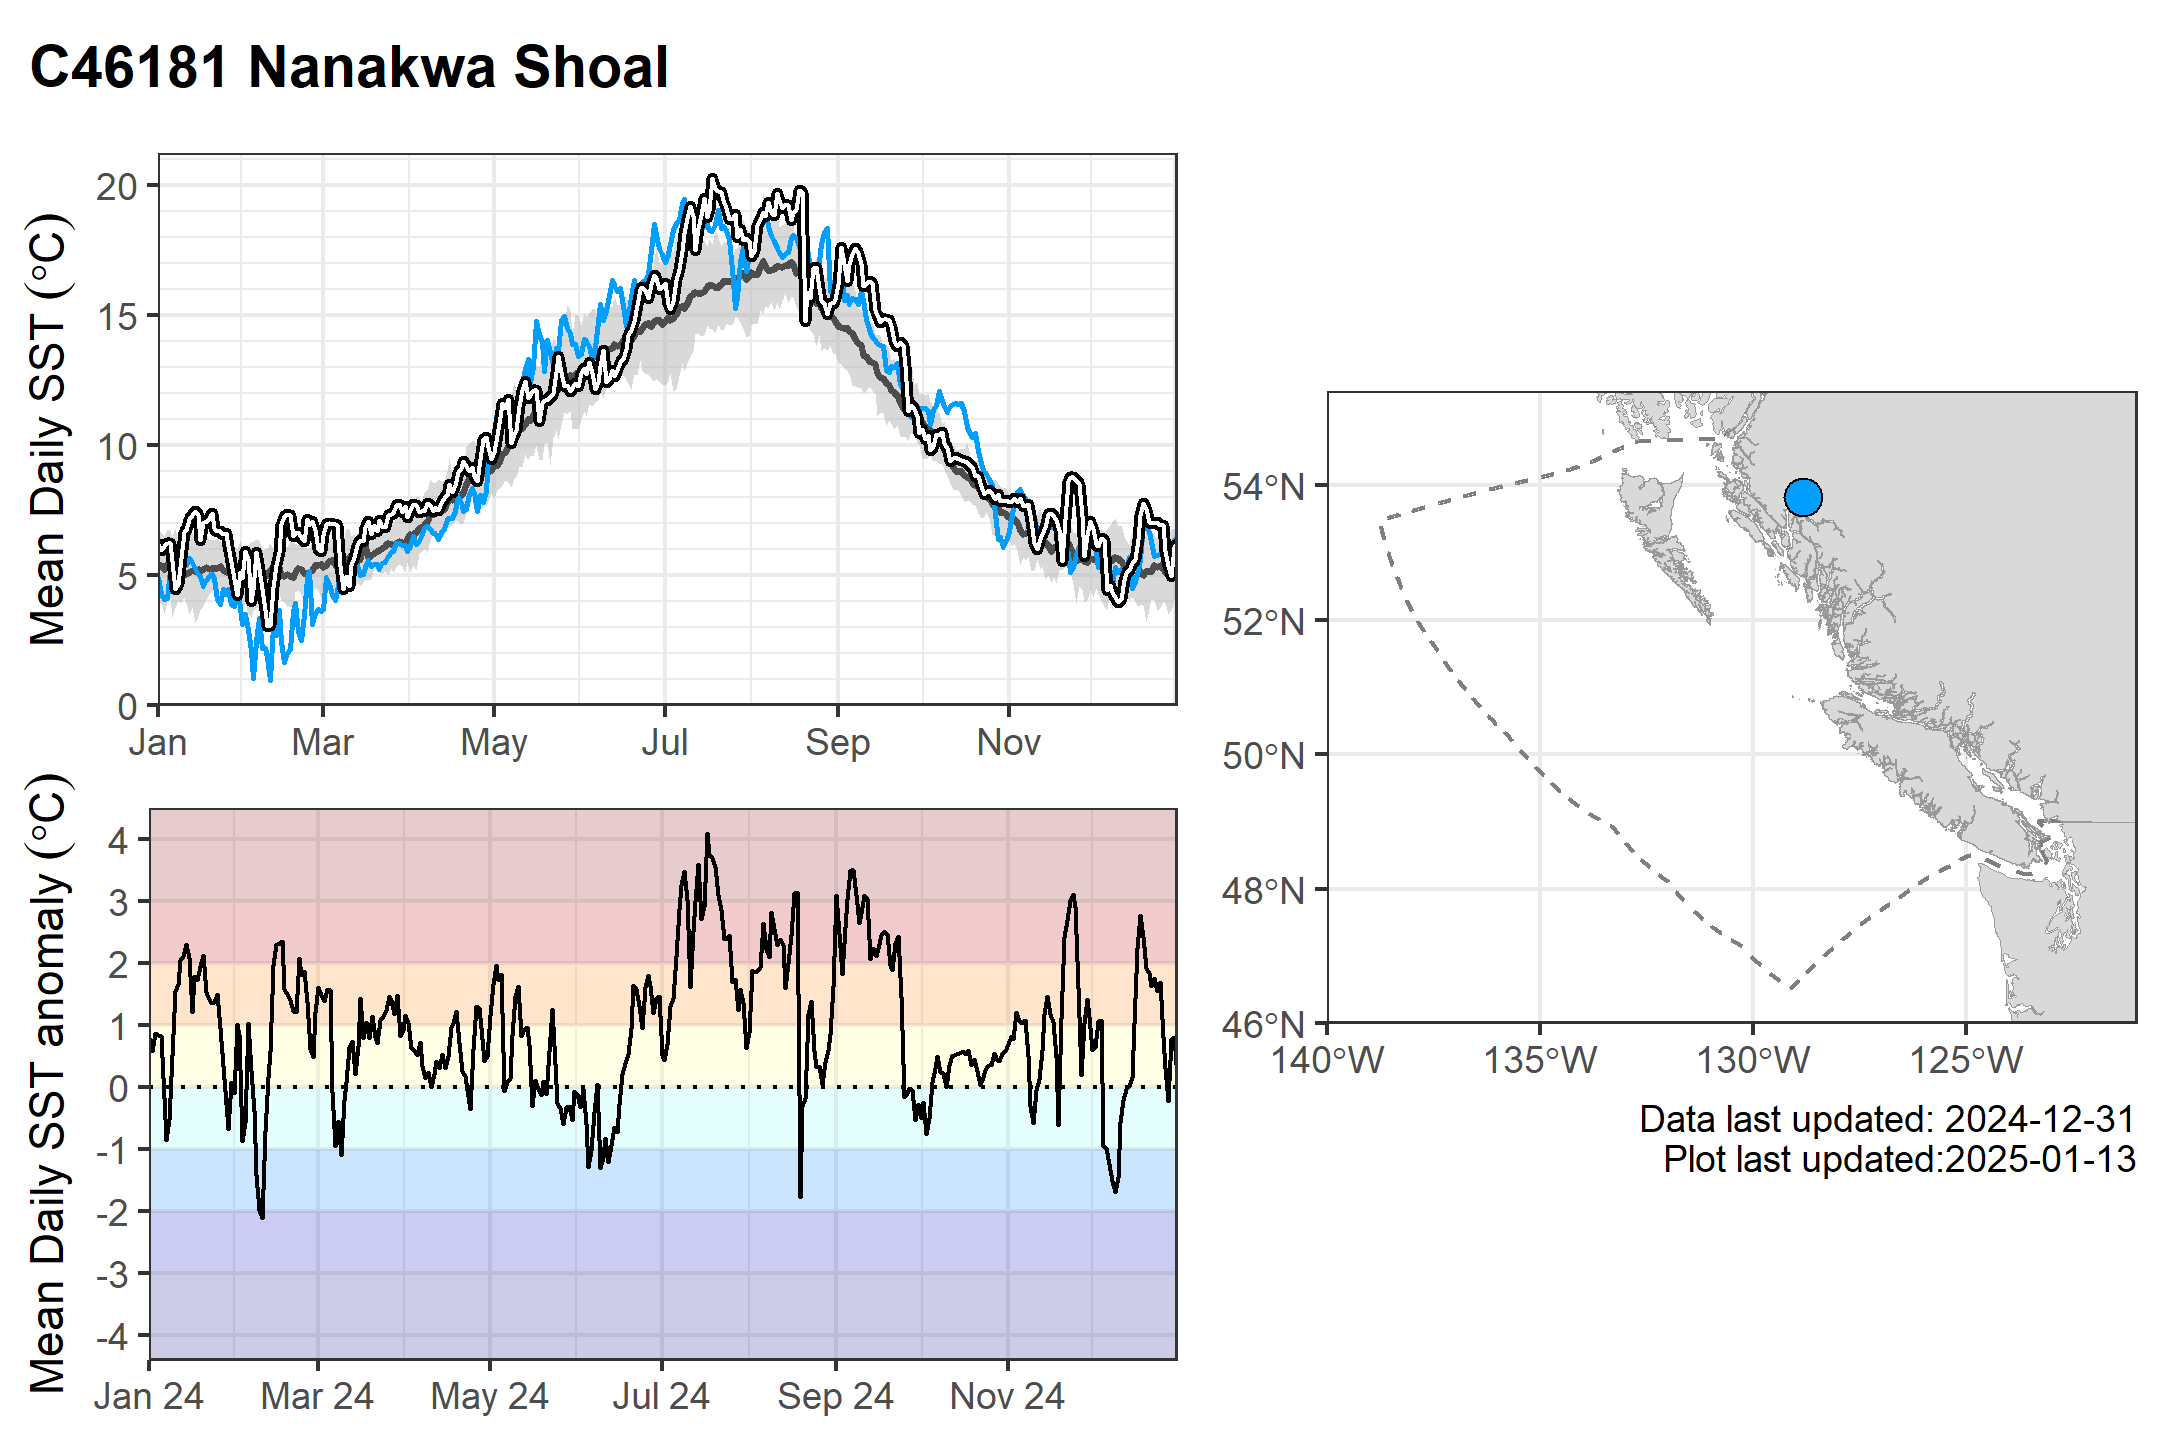 C46181 Nanakwa Shoal
Mean Daily SST (°C)
20
15
10
5
0
Jan Mar May Jul Sep Nov
Mean Daily SST anomaly (°C)
4
3
2
1
0
-1
-2
-3
-4
Jan 24 Mar 24 May 24 Jul 24 Sep 24 Nov 24
54°N
52°N
50°N
48°N
46°N
140°W 135°W 130°W 125°W
Data last updated: 2024-12-31
Plot last updated:2025-01-13